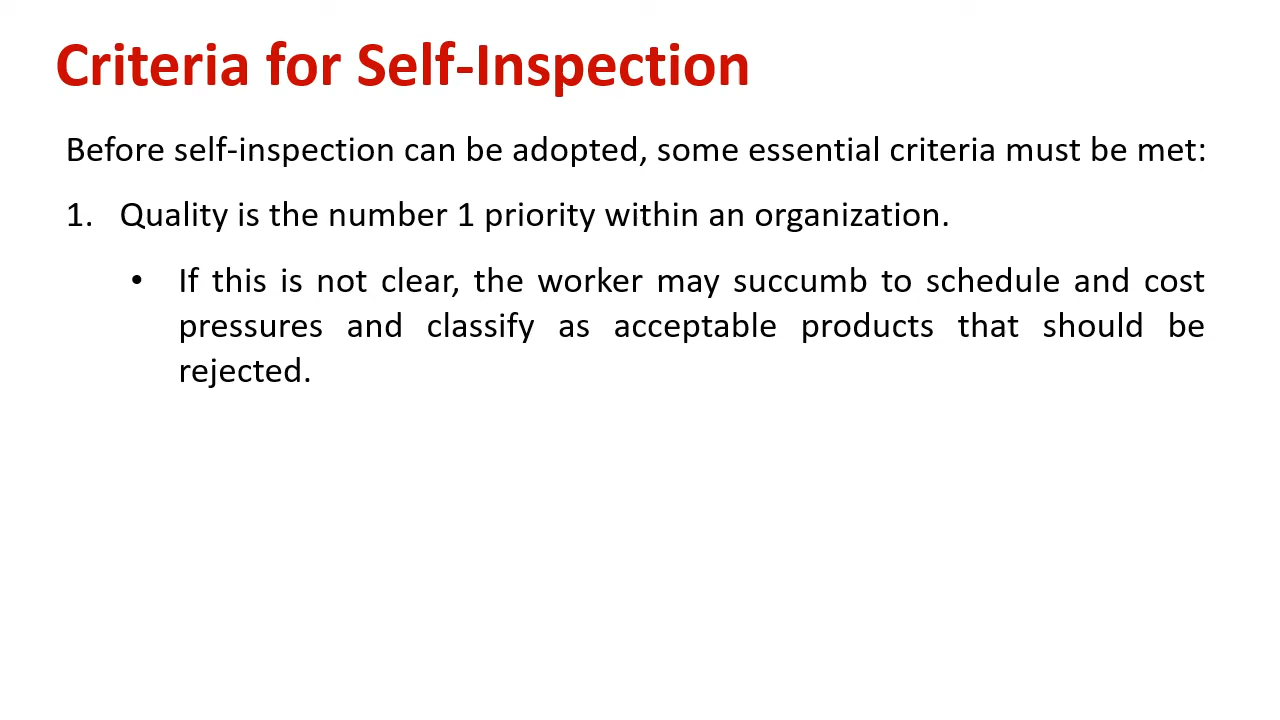 Criteria for Self-Inspection
Before self-inspection can be adopted, some essential criteria must be met:
1. Quality is the number 1 priority within an organization.
• If this is not clear, the worker may succumb to schedule and cost
pressures and classify as acceptable products that should be
rejected.